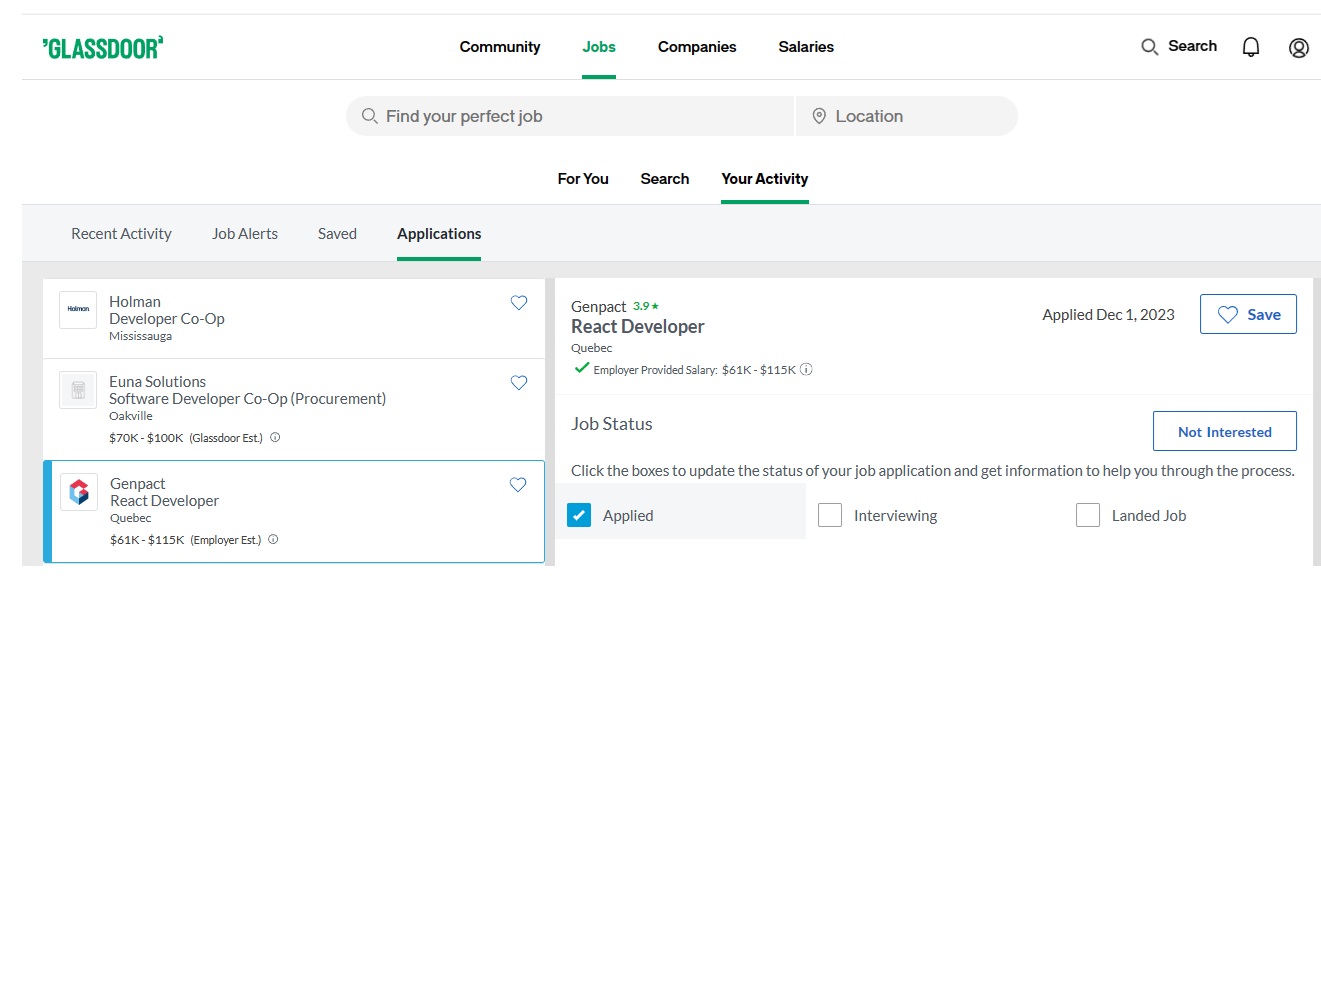 GLASSDOOR
Community Jobs Companies Salaries Search
Find your perfect job Location
For You Search Your Activity
Recent Activity Job Alerts Saved Applications
Holman
Holman
Developer Co-Op
Mississauga
Euna Solutions
Software Developer Co-Op (Procurement)
Oakville
$70K - $100K (Glassdoor Est.)
Genpact
React Developer
Quebec
$61K - $115K (Employer Est.)
Genpact 3.9 ★
React Developer
Quebec
Employer Provided Salary: $61K - $115K
Applied Dec 1, 2023
Save
Job Status
Not Interested
Click the boxes to update the status of your job application and get information to help you through the process.
Applied Interviewing Landed Job